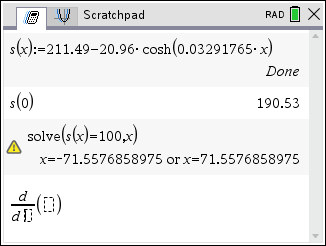 Scratchpad RAD
s(x):=211.49−20.96· cosh(0.03291765· x)
Done
s(0) 190.53
solve(s(x)=100,x)
x=-71.5576858975 or x=71.5576858975
d/d▯(▯)